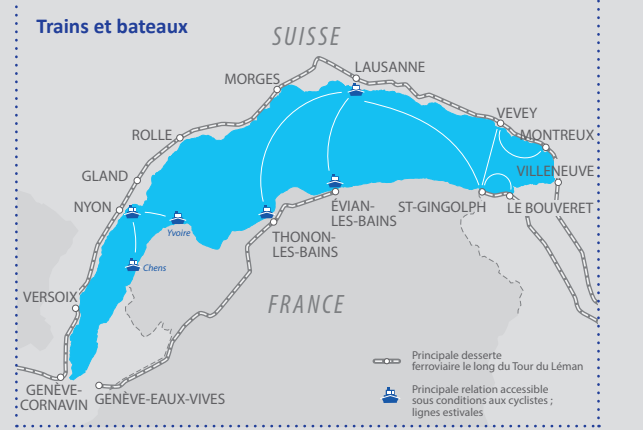 Trains et bateaux
SUISSE
LAUSANNE
MORGES
VEVEY
ROLLE
MONTREUX
GLAND
VILLENEUVE
NYON
ÉVIAN-
LES-BAINS
ST-GINGOLPH
LE BOUVERET
Yvoire
THONON-
LES-BAINS
Chens
VERSOIX
FRANCE
Principale desserte
ferroviaire le long du Tour du Léman
GENÈVE-
CORNAVIN
GENÈVE-EAUX-VIVES
Principale relation accessible
sous conditions aux cyclistes ;
lignes estivales